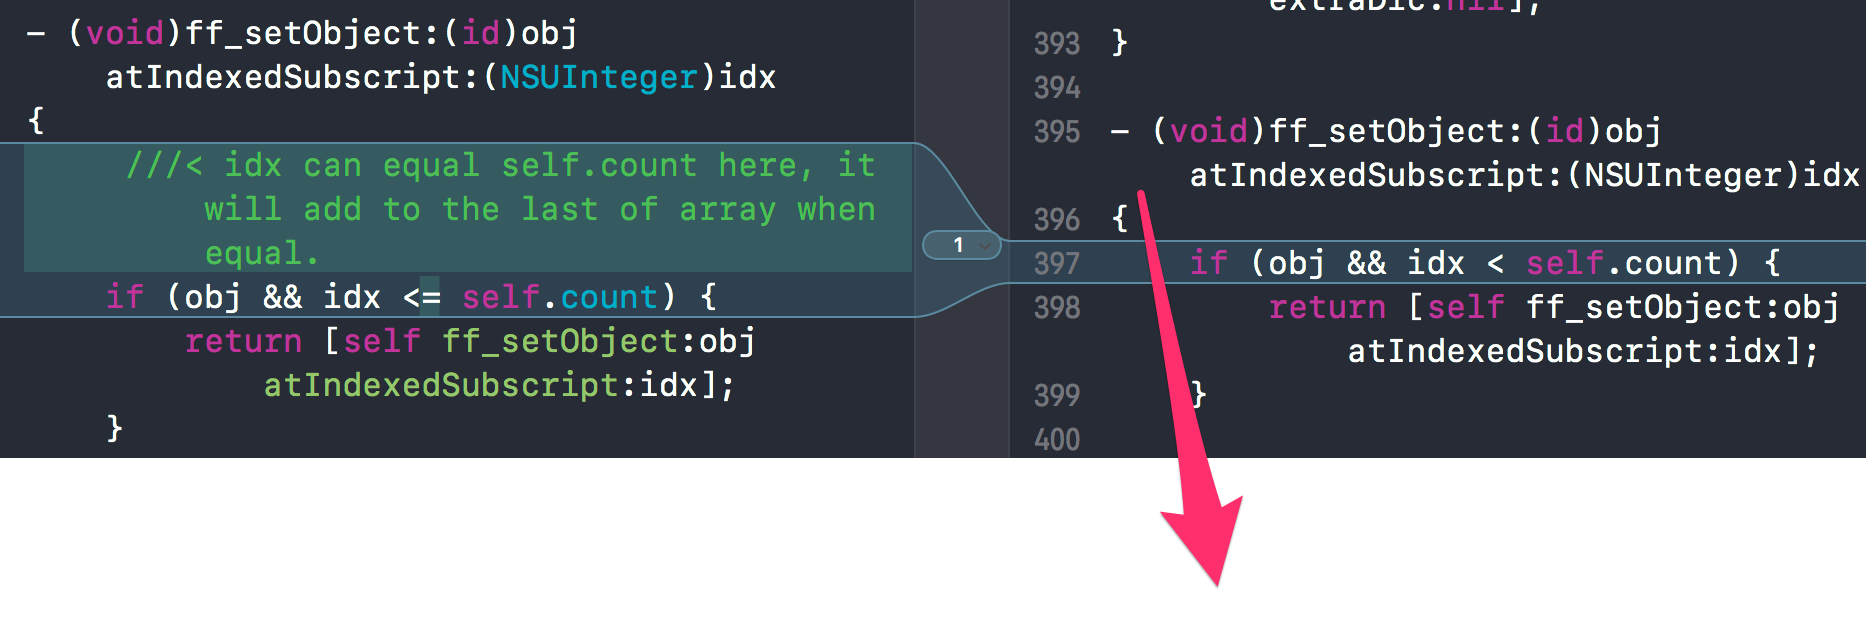 - (void)ff_setObject:(id)obj
atIndexedSubscript:(NSUInteger)idx
{
///< idx can equal self.count here, it
will add to the last of array when
equal.
if (obj && idx <= self.count) {
return [self ff_setObject:obj
atIndexedSubscript:idx];
}
1
extraDic:nil];
393 }
394
395 - (void)ff_setObject:(id)obj
atIndexedSubscript:(NSUInteger)idx
396 {
397 if (obj && idx < self.count) {
398 return [self ff_setObject:obj
atIndexedSubscript:idx];
399 }
400